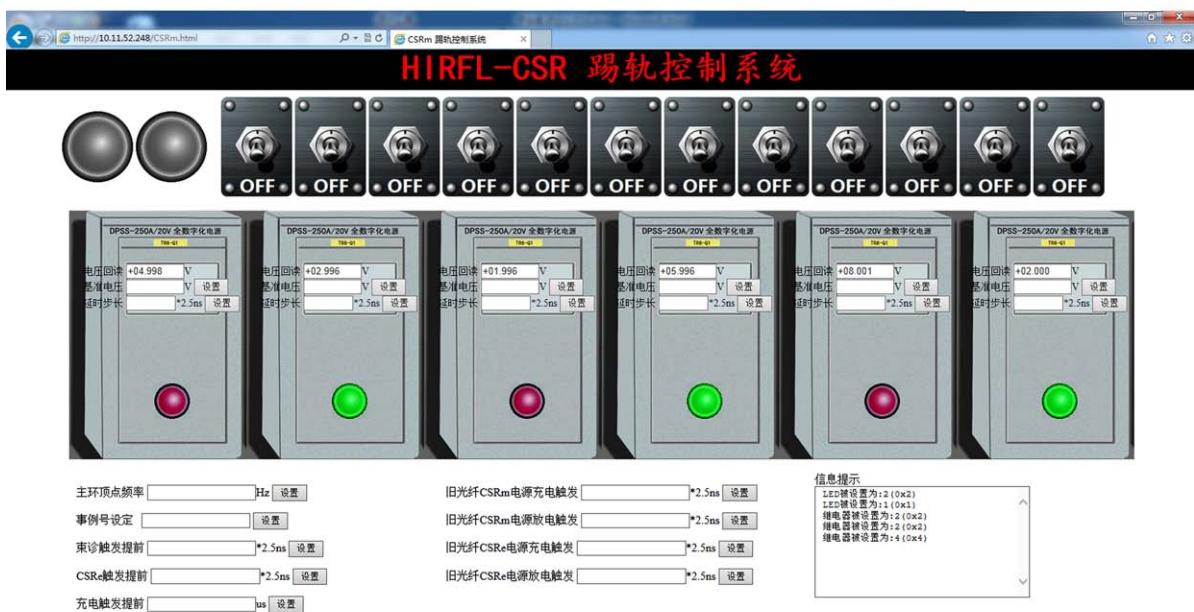 http://10.11.52.248/CSRm.html
CSRm 踢轨控制系统
HIRFL-CSR 踢轨控制系统
OFF OFF OFF OFF OFF OFF OFF OFF OFF OFF OFF OFF
DPSS-250A/20V 全数字化电源 DPSS-250A/20V 全数字化电源 DPSS-250A/20V 全数字化电源 DPSS-250A/20V 全数字化电源 DPSS-250A/20V 全数字化电源 DPSS-250A/20V 全数字化电源
TR6-Q1 TR6-Q1 TR6-Q1 TR6-Q1 TR6-Q1 TR6-Q1
电压回读 +04.998 V 电压回读 +02.996 V 电压回读 +01.996 V 电压回读 +05.996 V 电压回读 +08.001 V 电压回读 +02.000 V
基准电压 V 设置 基准电压 V 设置 基准电压 V 设置 基准电压 V 设置 基准电压 V 设置 基准电压 V 设置
延时步长 *2.5ns 设置 延时步长 *2.5ns 设置 延时步长 *2.5ns 设置 延时步长 *2.5ns 设置 延时步长 *2.5ns 设置 延时步长 *2.5ns 设置
主环顶点频率 Hz 设置
事例号设定 设置
束诊触发提前 *2.5ns 设置
CSRe触发提前 *2.5ns 设置
充电触发提前 us 设置
旧光纤CSRm电源充电触发 *2.5ns 设置
旧光纤CSRm电源放电触发 *2.5ns 设置
旧光纤CSRe电源充电触发 *2.5ns 设置
旧光纤CSRe电源放电触发 *2.5ns 设置
信息提示
LED被设置为:2(0x2)
LED被设置为:1(0x1)
继电器被设置为:2(0x2)
继电器被设置为:2(0x2)
继电器被设置为:4(0x4)